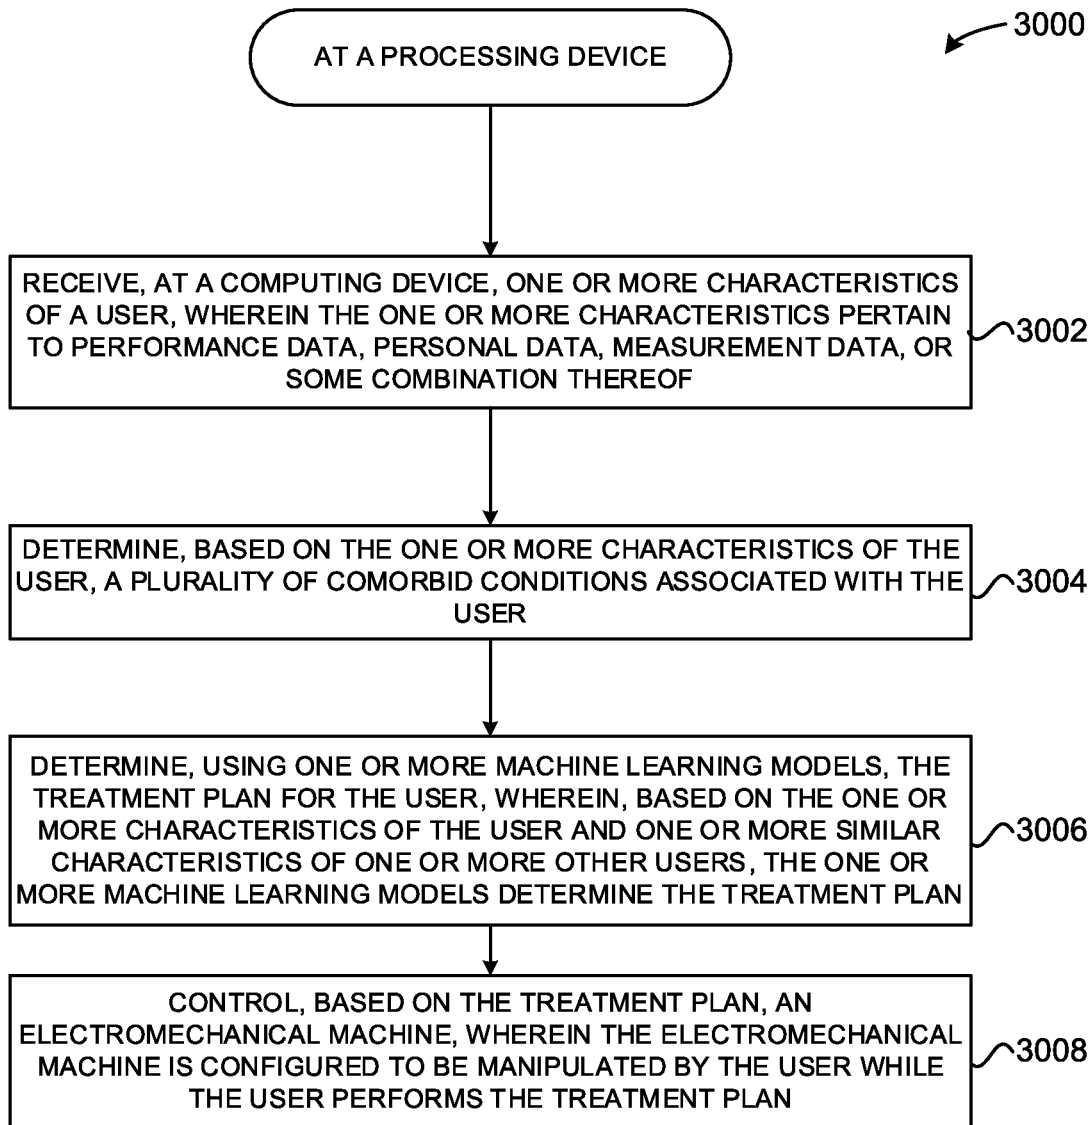 3000
AT A PROCESSING DEVICE
RECEIVE, AT A COMPUTING DEVICE, ONE OR MORE CHARACTERISTICS
OF A USER, WHEREIN THE ONE OR MORE CHARACTERISTICS PERTAIN
TO PERFORMANCE DATA, PERSONAL DATA, MEASUREMENT DATA, OR
SOME COMBINATION THEREOF
3002
DETERMINE, BASED ON THE ONE OR MORE CHARACTERISTICS OF THE
USER, A PLURALITY OF COMORBID CONDITIONS ASSOCIATED WITH THE
USER
3004
DETERMINE, USING ONE OR MORE MACHINE LEARNING MODELS, THE
TREATMENT PLAN FOR THE USER, WHEREIN, BASED ON THE ONE OR
MORE CHARACTERISTICS OF THE USER AND ONE OR MORE SIMILAR
CHARACTERISTICS OF ONE OR MORE OTHER USERS, THE ONE OR
MORE MACHINE LEARNING MODELS DETERMINE THE TREATMENT PLAN
3006
CONTROL, BASED ON THE TREATMENT PLAN, AN
ELECTROMECHANICAL MACHINE, WHEREIN THE ELECTROMECHANICAL
MACHINE IS CONFIGURED TO BE MANIPULATED BY THE USER WHILE
THE USER PERFORMS THE TREATMENT PLAN
3008